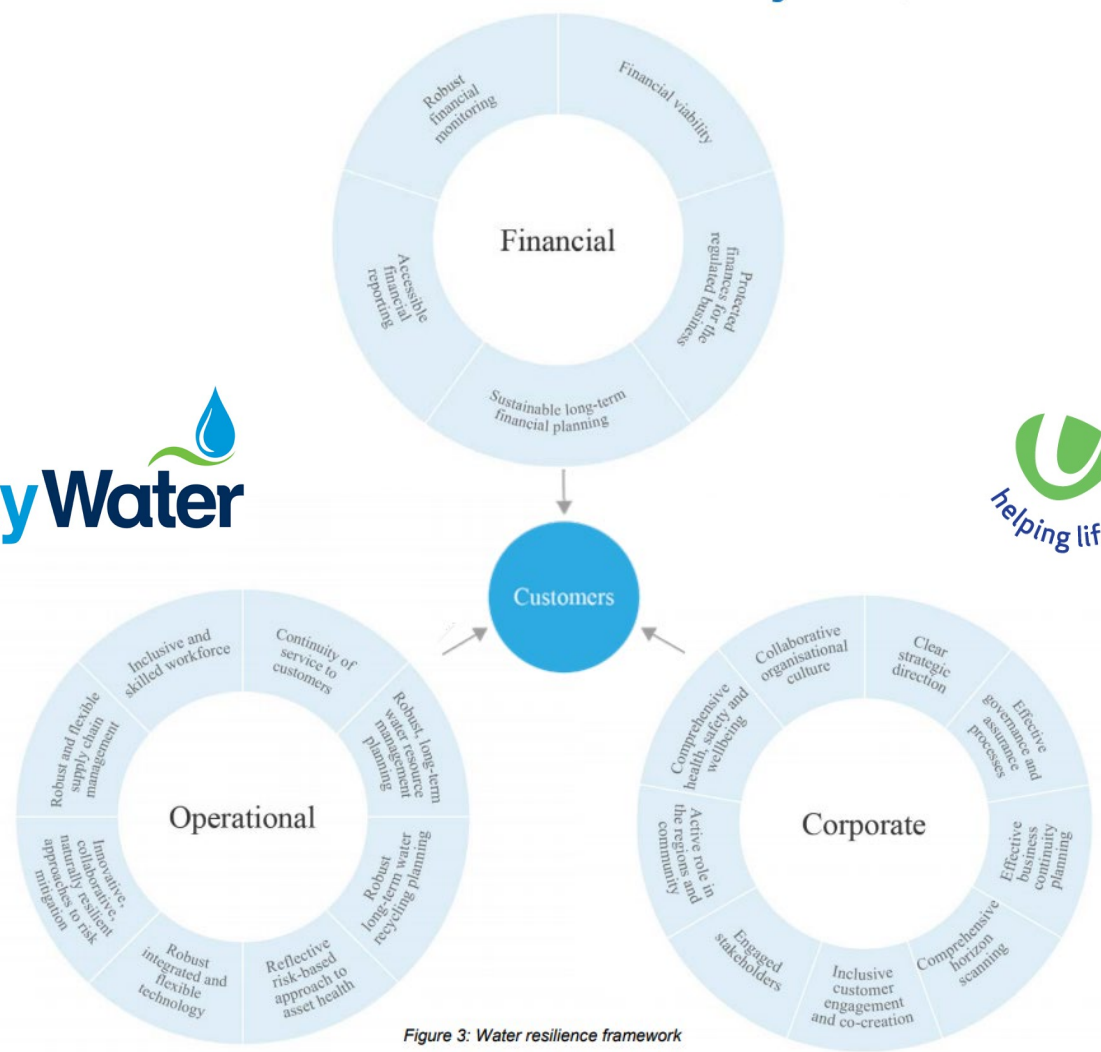 Robust
financial
monitoring
Financial viability
Protected
finances for the
regulated business
Sustainable long-term
financial planning
Accessible
financial
reporting
Financial
yWater
helping lif
Customers
Inclusive and
skilled workforce
Continuity of
service to
customers
Robust, long-term
water resource
management
planning
Robust
long-term water
recycling planning
Reflective
risk-based
approach to
asset health
Robust
integrated and
flexible
technology
Innovative,
collaborative,
naturally resilient
approaches to risk
mitigation
Robust and flexible
supply chain
management
Operational
Collaborative
organisational
culture
Clear
strategic
direction
Effective
governance and
assurance
processes
Effective
business
continuity
planning
Comprehensive
horizon
scanning
Inclusive
customer
engagement
and co-creation
Engaged
stakeholders
Active role in
the regions and
community
Comprehensive
health, safety and
wellbeing
Corporate
Figure 3: Water resilience framework